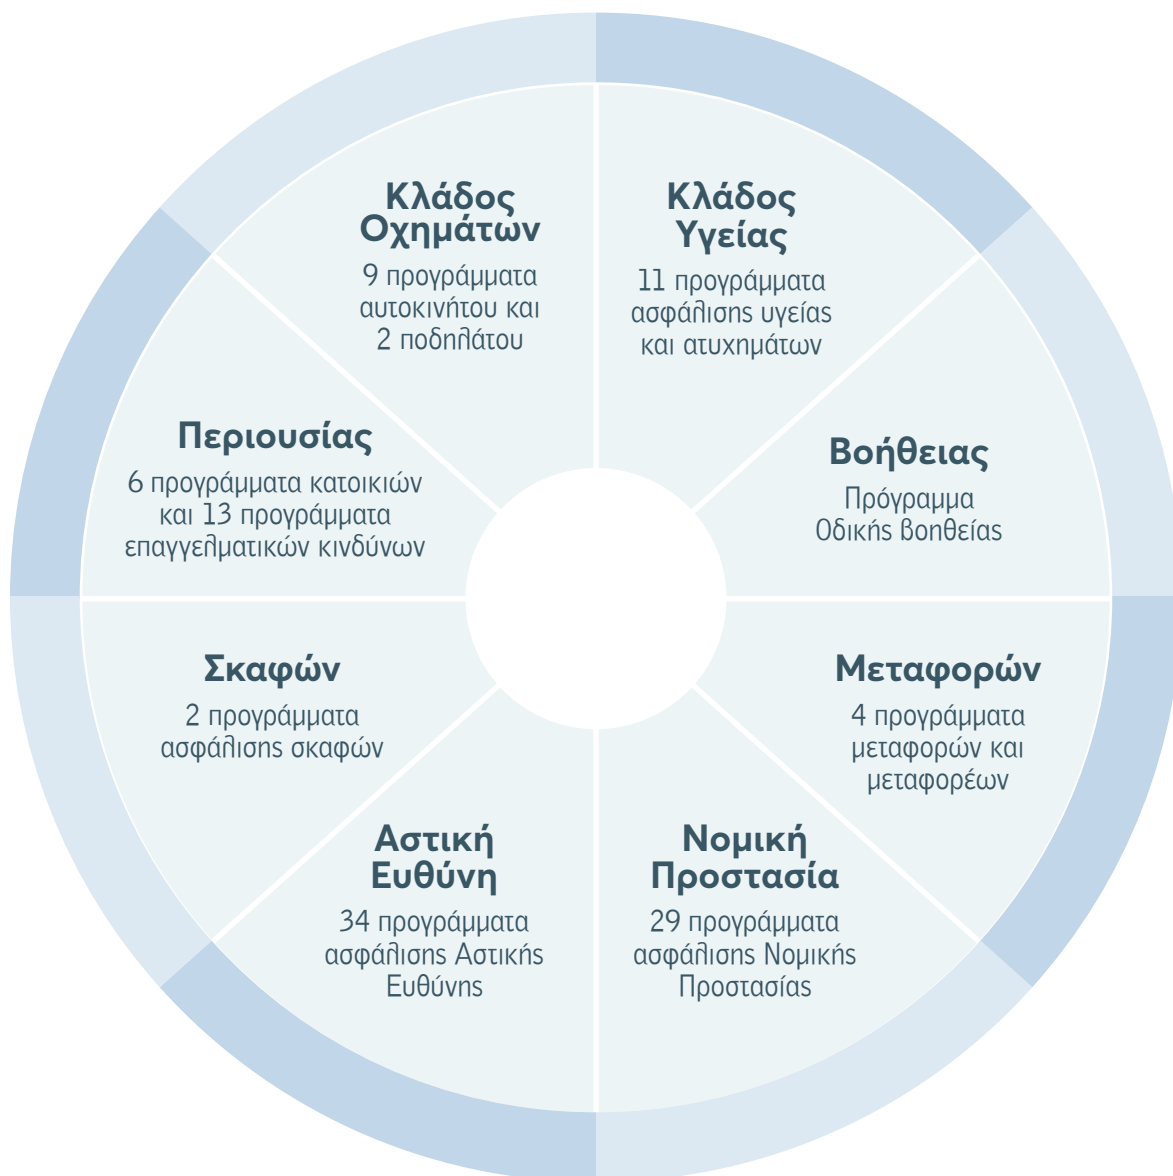 Κλάδος
Οχημάτων
9 προγράμματα
αυτοκινήτου και
2 ποδηλάτου
Κλάδος
Υγείας
11 προγράμματα
ασφάλισης υγείας
και ατυχημάτων
Περιουσίας
6 προγράμματα κατοικιών
και 13 προγράμματα
επαγγελματικών κινδύνων
Βοήθειας
Πρόγραμμα
Οδικής βοηθείας
Σκαφών
2 προγράμματα
ασφάλισης σκαφών
Μεταφορών
4 προγράμματα
μεταφορών και
μεταφορέων
Αστική
Ευθύνη
34 προγράμματα
ασφάλισης Αστικής
Ευθύνης
Νομική
Προστασία
29 προγράμματα
ασφάλισης Νομικής
Προστασίας